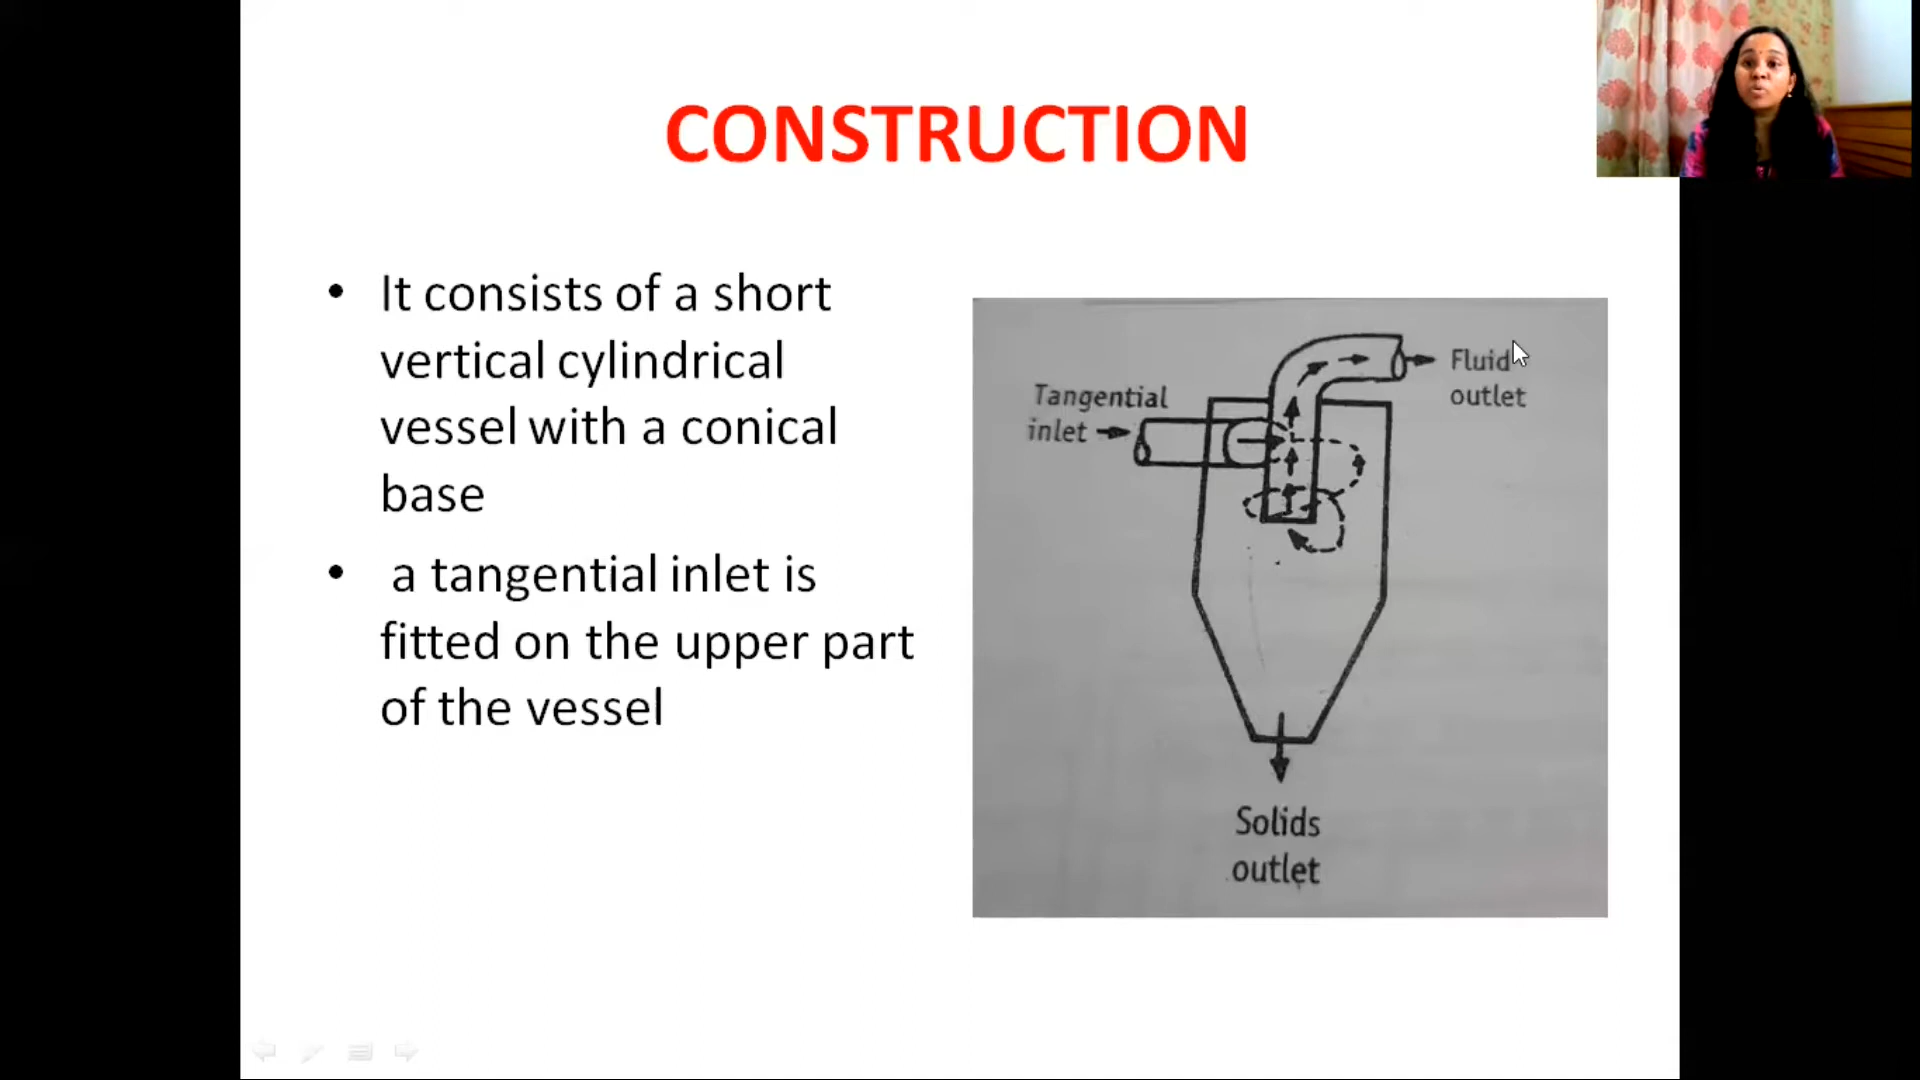 CONSTRUCTION
• It consists of a short
vertical cylindrical
vessel with a conical
base
• a tangential inlet is
fitted on the upper part
of the vessel
Tangential
inlet
Fluid
outlet
Solids
outlet